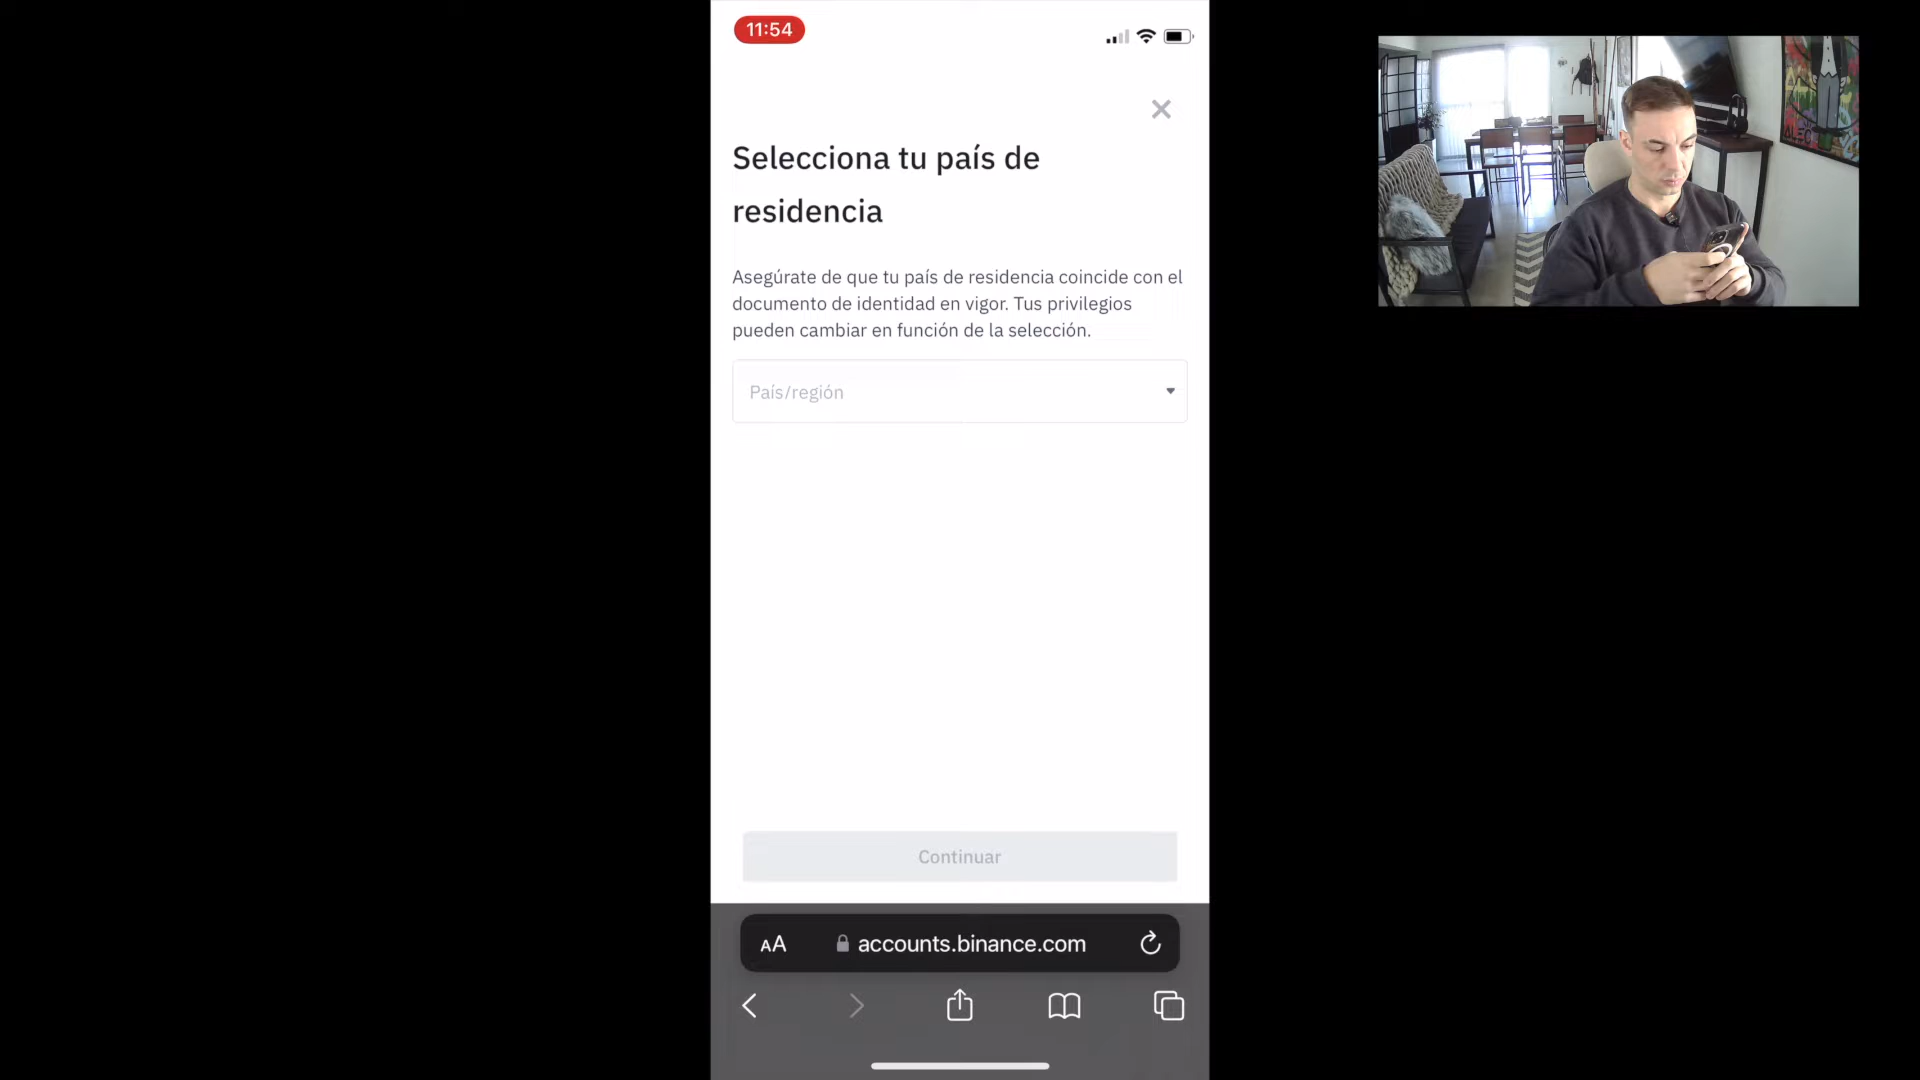 11:54
Selecciona tu país de
residencia
Asegúrate de que tu país de residencia coincide con el
documento de identidad en vigor. Tus privilegios
pueden cambiar en función de la selección.
País/región
Continuar
AA accounts.binance.com